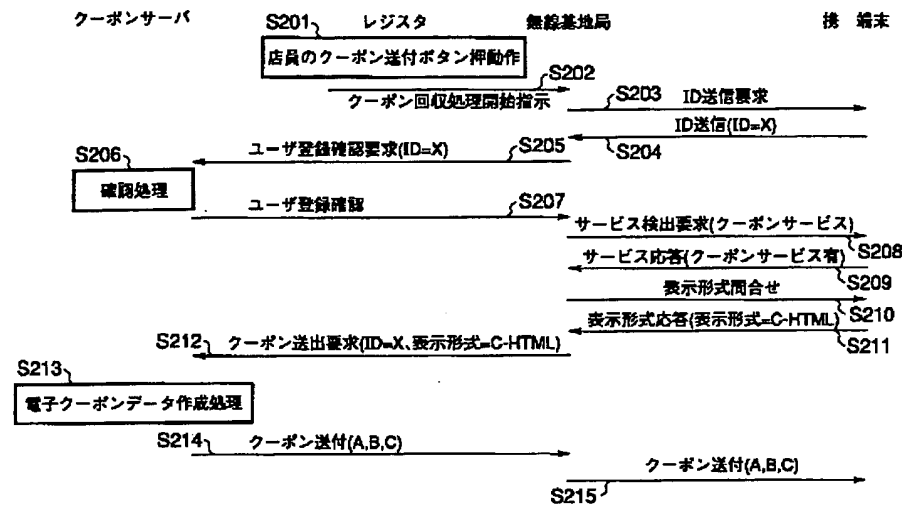 クーポンサーバ レジスタ 無線基地局 携 端末
S201
店員のクーポン送付ボタン押動作
S202
クーポン回収処理開始指示
S203 ID送信要求
ID送信(ID=X)
S204
S205
ユーザ登録確認要求(ID=X)
S206
確認処理
ユーザ登録確認
S207
サービス検出要求(クーポンサービス)
S208
サービス応答(クーポンサービス有)
S209
表示形式問合せ
S210
表示形式応答(表示形式=C-HTML)
S211
S212 クーポン送出要求(ID=X、表示形式=C-HTML)
S213
電子クーポンデータ作成処理
S214 クーポン送付(A,B,C)
クーポン送付(A,B,C)
S215